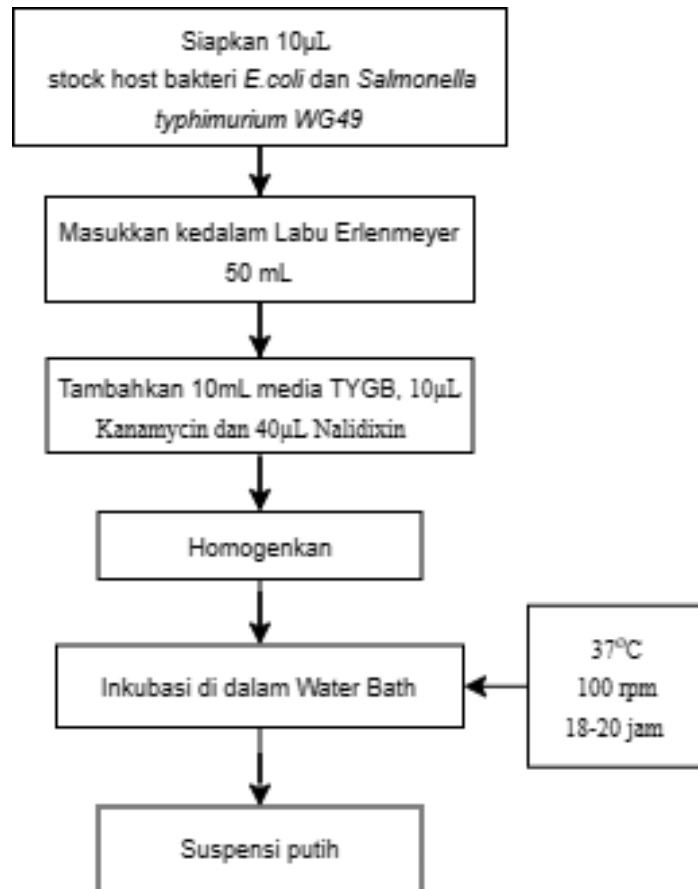 Siapkan 10µL
stock host bakteri E.coli dan Salmonella
typhimurium WG49
Masukkan kedalam Labu Erlenmeyer
50 mL
Tambahkan 10mL media TYGB, 10µL
Kanamycin dan 40µL Nalidixin
Homogenkan
Inkubasi di dalam Water Bath
37°C
100 rpm
18-20 jam
Suspensi putih